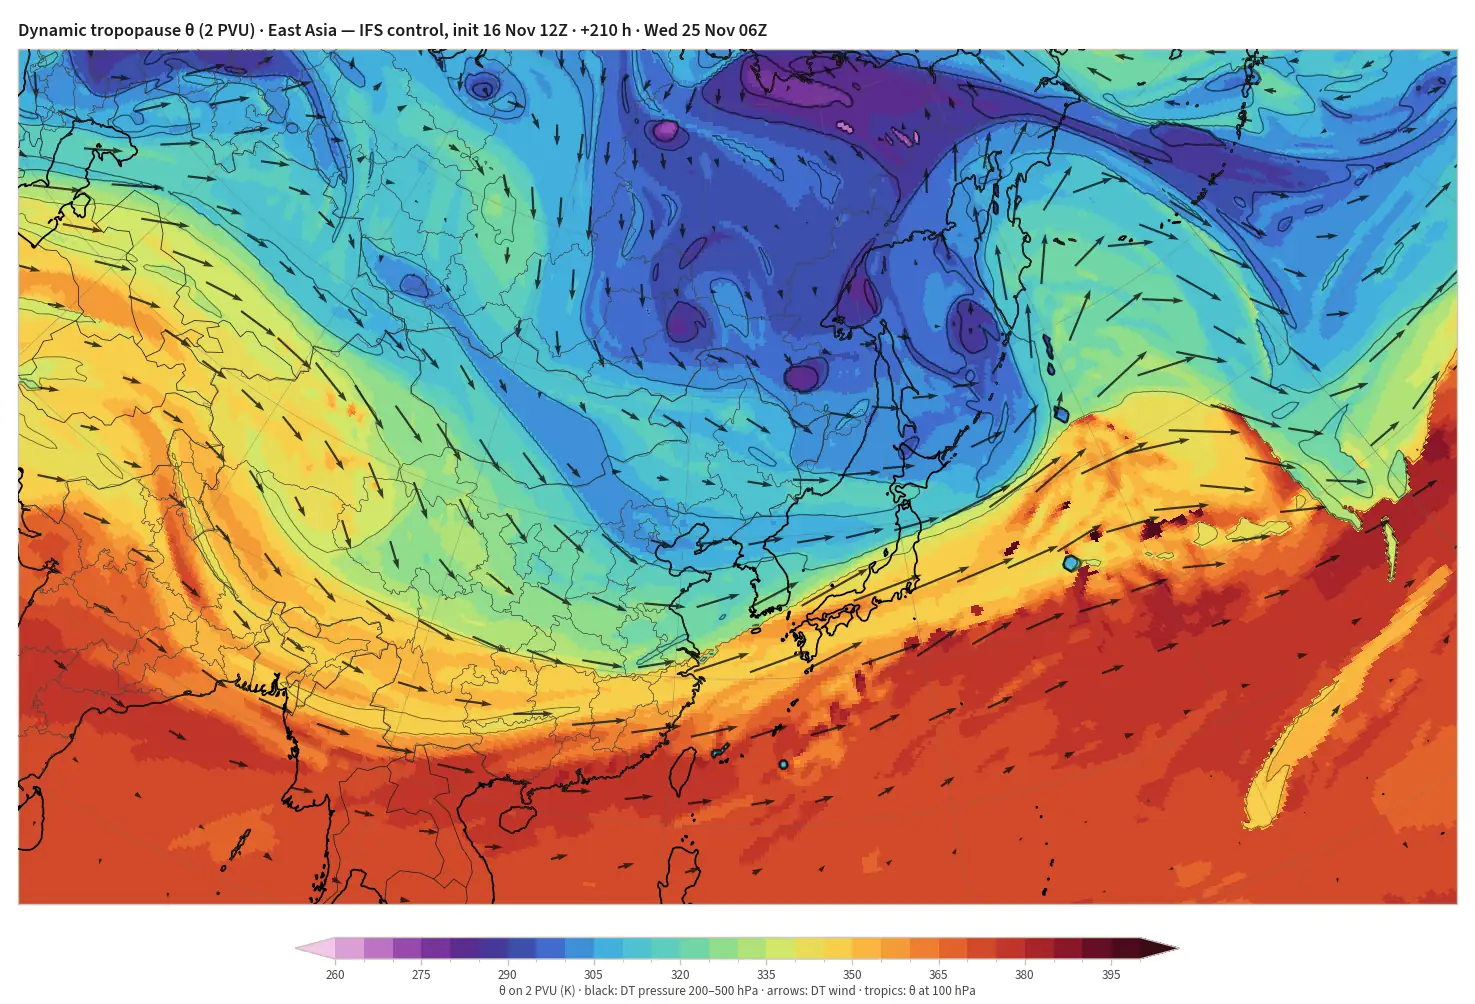 Dynamic tropopause θ (2 PVU) · East Asia — IFS control, init 16 Nov 12Z · +210 h · Wed 25 Nov 06Z
260 275 290 305 320 335 350 365 380 395
θ on 2 PVU (K) · black: DT pressure 200–500 hPa · arrows: DT wind · tropics: θ at 100 hPa